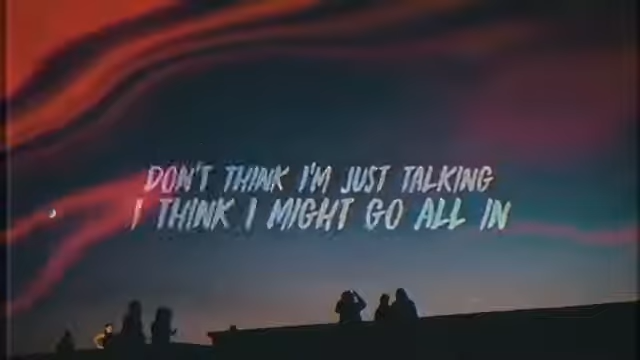 DON'T THINK I'M JUST TALKING
I THINK I MIGHT GO ALL IN